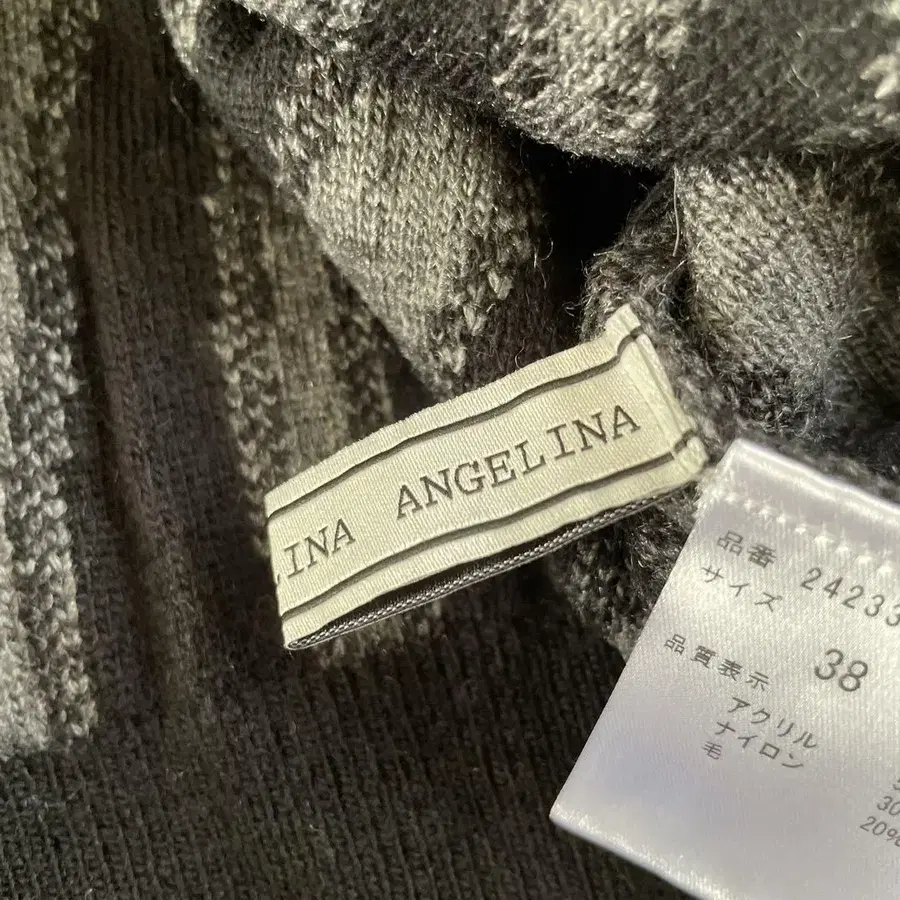 LINA ANGELINA
品番 24233
サイズ 38
品質表示
アクリル 5
ナイロン 30
毛 20%